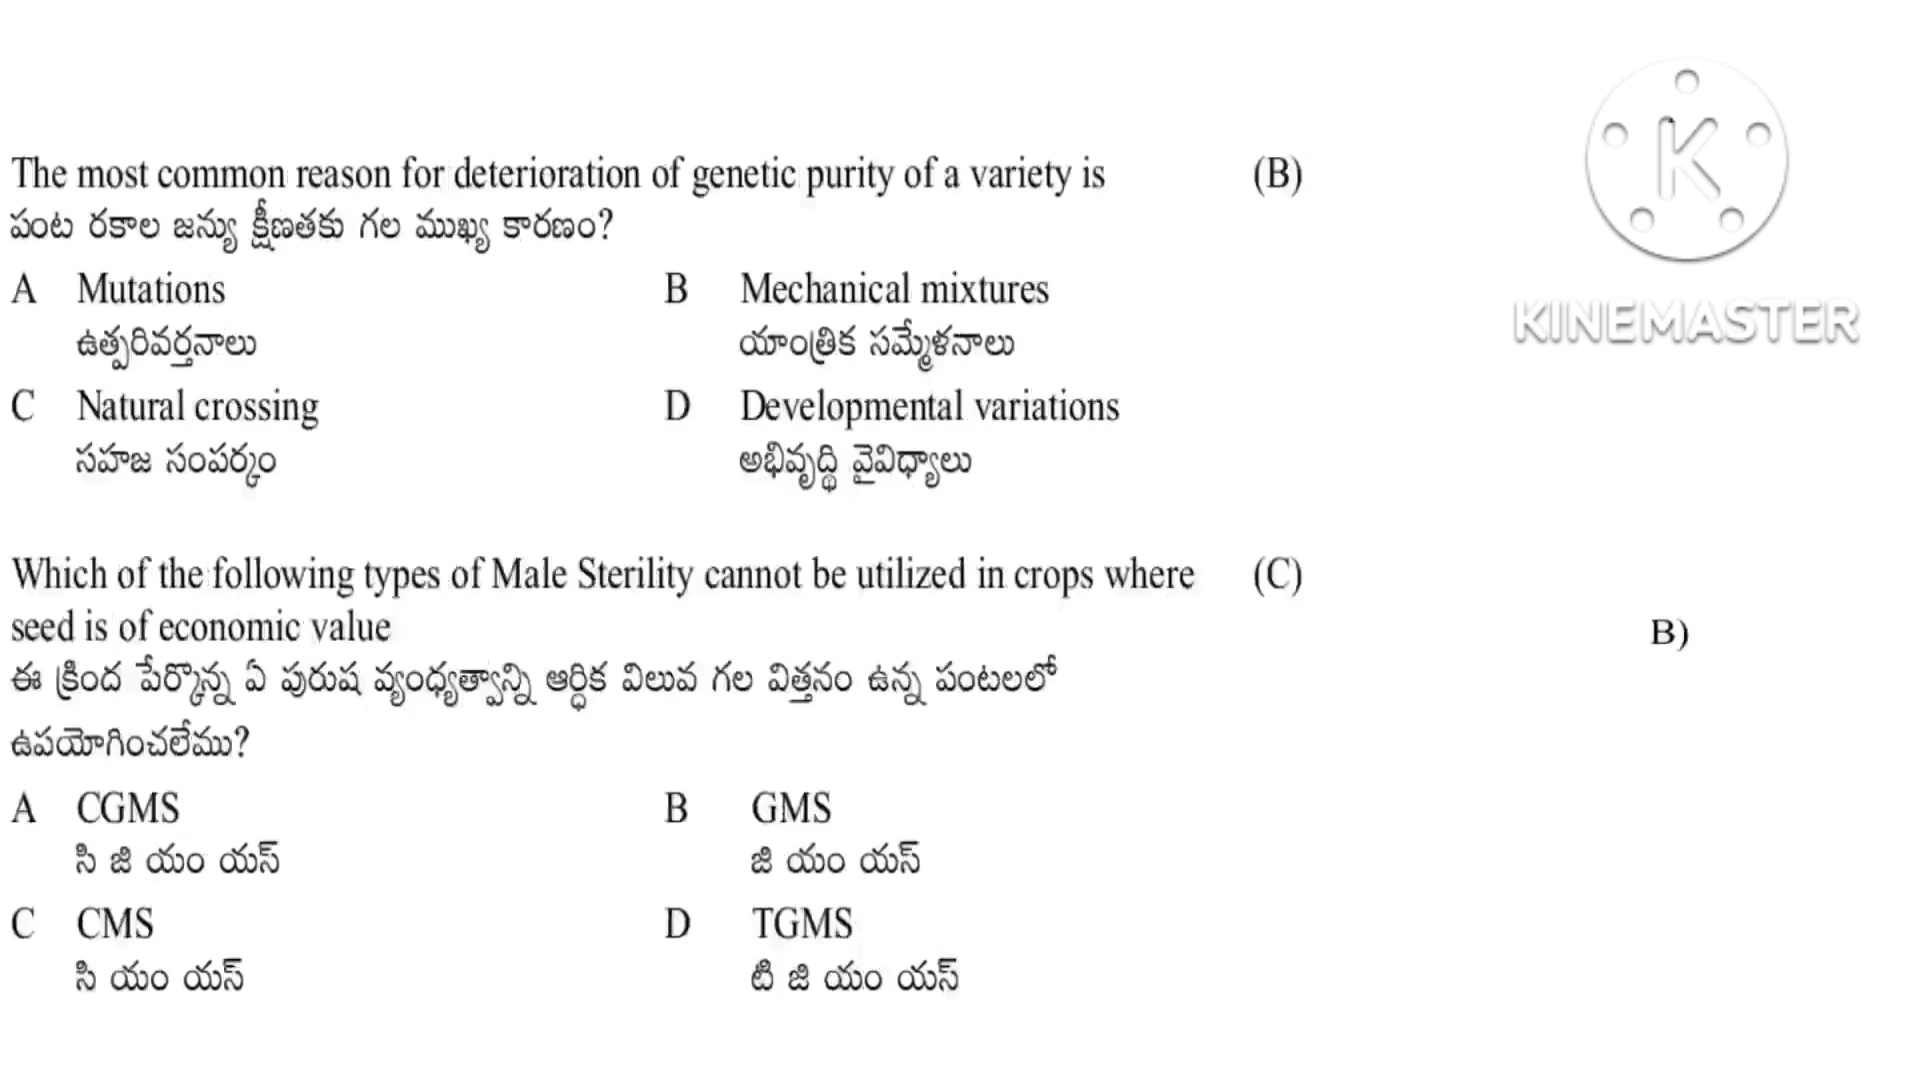 The most common reason for deterioration of genetic purity of a variety is (B)
పంట రకాల జన్యు క్షీణతకు గల ముఖ్య కారణం?
A Mutations B Mechanical mixtures
ఉత్పరివర్తనాలు యాంత్రిక సమ్మేళనాలు
C Natural crossing D Developmental variations
సహజ సంపర్కం అభివృద్ధి వైవిధ్యాలు
Which of the following types of Male Sterility cannot be utilized in crops where (C)
seed is of economic value
B)
ఈ క్రింద పేర్కొన్న ఏ పురుష వ్యంధ్యత్వాన్ని ఆర్ధిక విలువ గల విత్తనం ఉన్న పంటలలో
ఉపయోగించలేము?
A CGMS B GMS
సి జి యం యస్ జి యం యస్
C CMS D TGMS
సి యం యస్ టి జి యం యస్
K
KINEMASTER